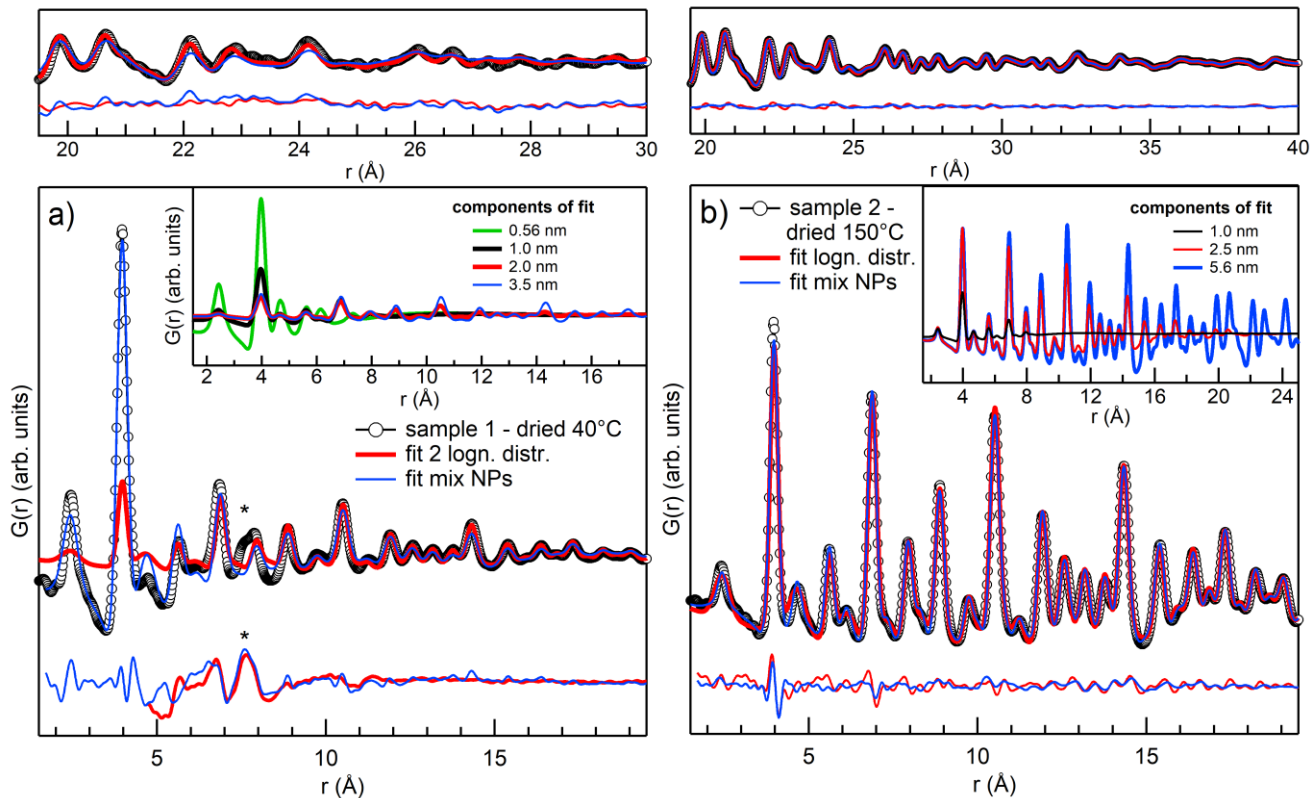 20 22 24 26 28 30
r (Å)
20 25 30 35 40
r (Å)
a)
G(r) (arb. units)
components of fit
0.56 nm
1.0 nm
2.0 nm
3.5 nm
2 4 6 8 10 12 14 16
r (Å)
sample 1 - dried 40°C
fit 2 logn. distr.
fit mix NPs
*
*
G(r) (arb. units)
5 10 15
r (Å)
b)
sample 2 -
dried 150°C
fit logn. distr.
fit mix NPs
G(r) (arb. units)
components of fit
1.0 nm
2.5 nm
5.6 nm
4 8 12 16 20 24
r (Å)
G(r) (arb. units)
5 10 15
r (Å)